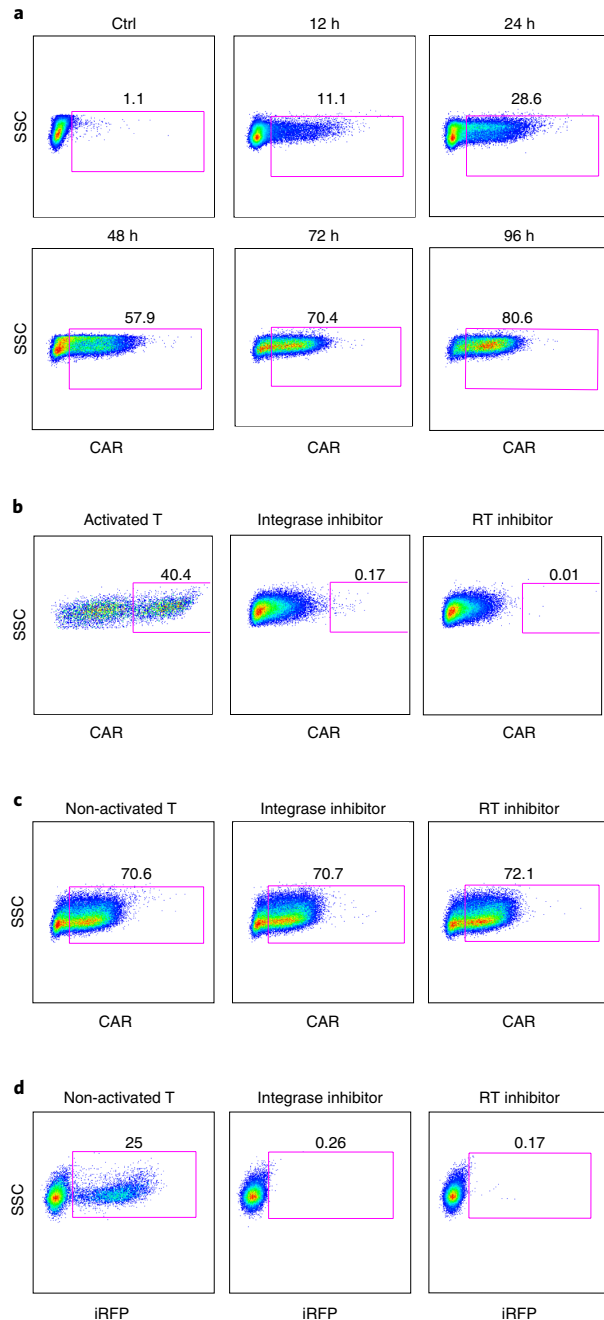 a
Ctrl 12 h 24 h
SSC 1.1 11.1 28.6
48 h 72 h 96 h
SSC 57.9 70.4 80.6
CAR CAR CAR
b
Activated T Integrase inhibitor RT inhibitor
SSC 40.4 0.17 0.01
CAR CAR CAR
c
Non-activated T Integrase inhibitor RT inhibitor
SSC 70.6 70.7 72.1
CAR CAR CAR
d
Non-activated T Integrase inhibitor RT inhibitor
SSC 25 0.26 0.17
iRFP iRFP iRFP